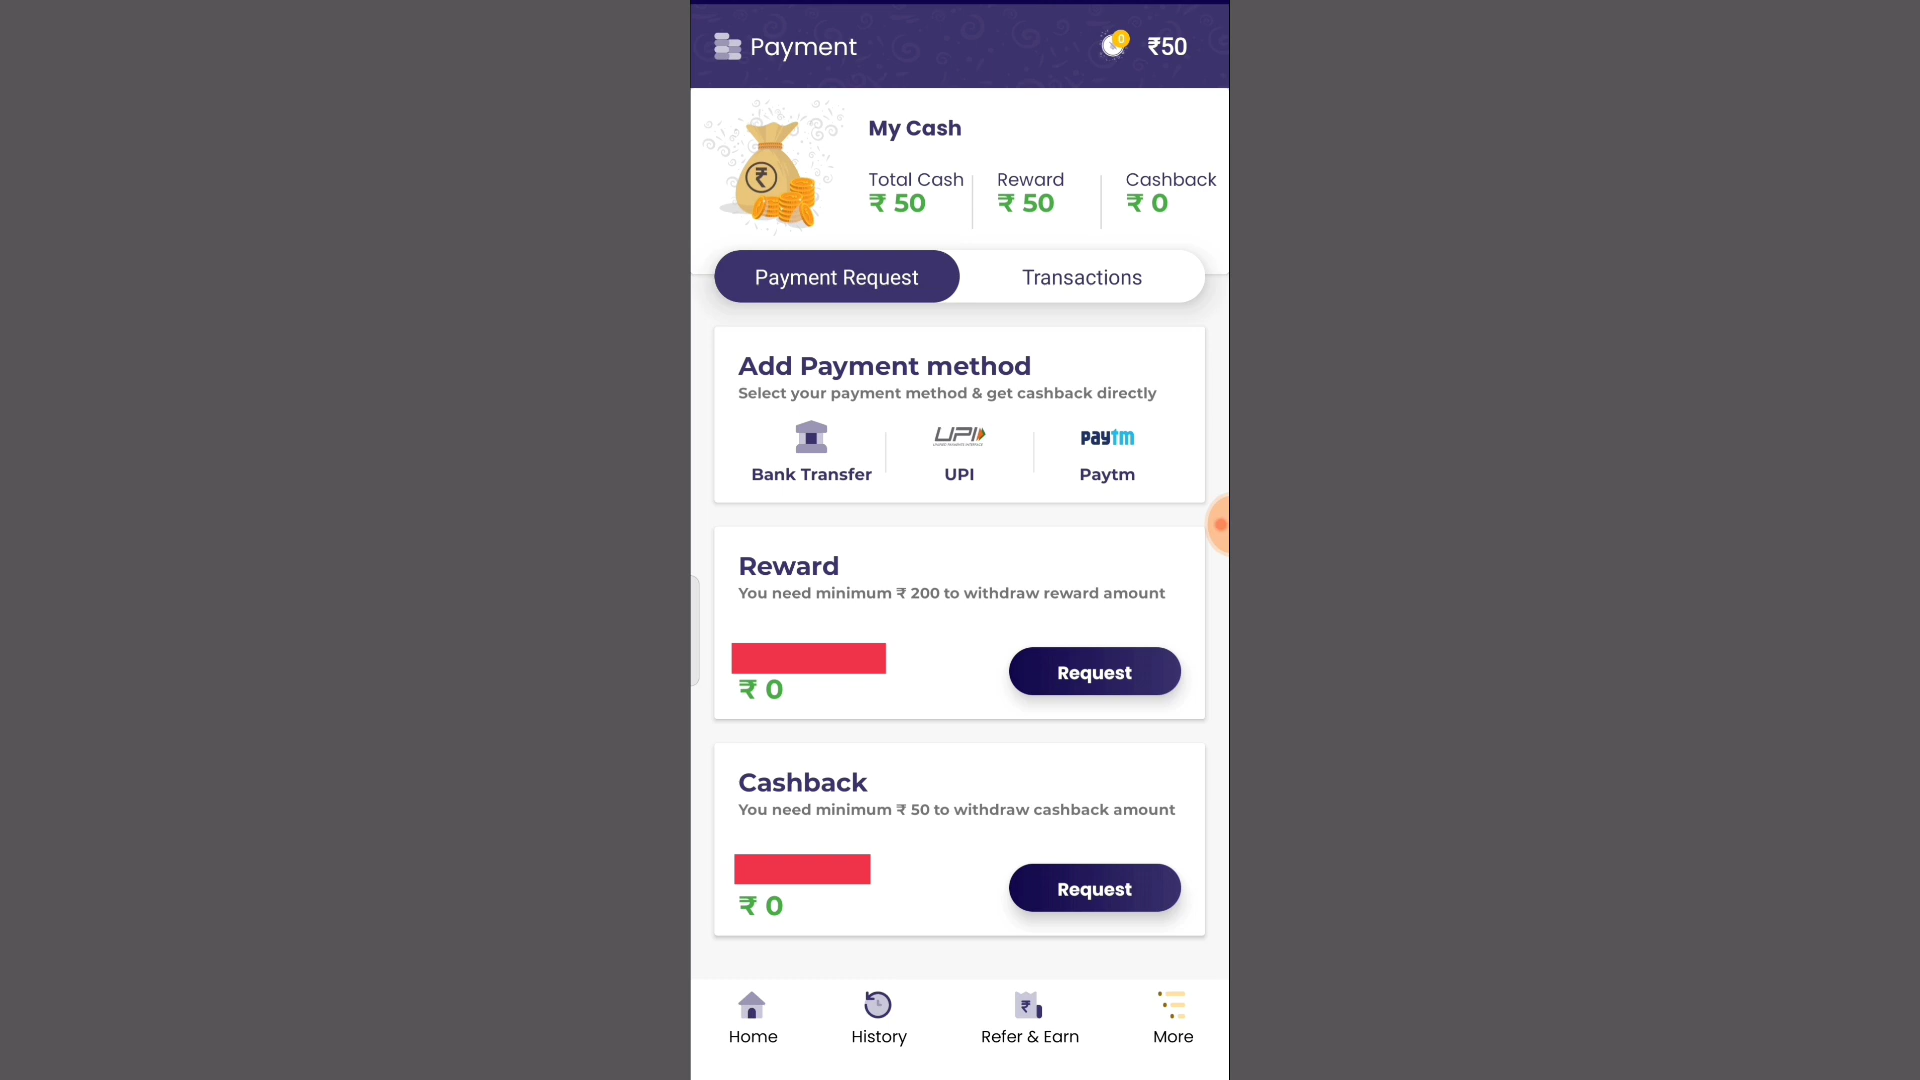 Payment
0
₹50
My Cash
Total Cash
₹ 50
Reward
₹ 50
Cashback
₹ 0
Payment Request
Transactions
Add Payment method
Select your payment method & get cashback directly
UPI
paytm
Bank Transfer
UPI
Paytm
Reward
You need minimum ₹ 200 to withdraw reward amount
₹ 0
Request
Cashback
You need minimum ₹ 50 to withdraw cashback amount
₹ 0
Request
Home
History
Refer & Earn
More